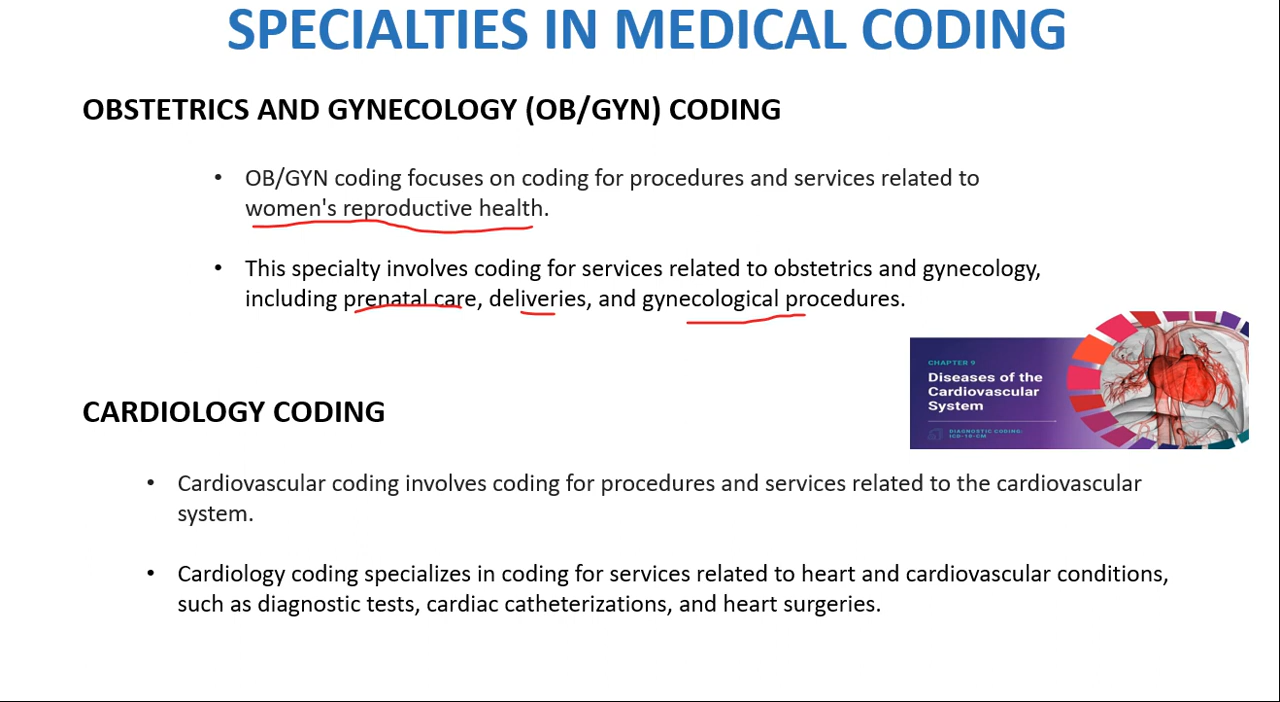 SPECIALTIES IN MEDICAL CODING
OBSTETRICS AND GYNECOLOGY (OB/GYN) CODING
• OB/GYN coding focuses on coding for procedures and services related to
women's reproductive health.
• This specialty involves coding for services related to obstetrics and gynecology,
including prenatal care, deliveries, and gynecological procedures.
CHAPTER 9
Diseases of the
Cardiovascular
System
DIAGNOSTIC CODING:
ICD-10-CM
CARDIOLOGY CODING
• Cardiovascular coding involves coding for procedures and services related to the cardiovascular
system.
• Cardiology coding specializes in coding for services related to heart and cardiovascular conditions,
such as diagnostic tests, cardiac catheterizations, and heart surgeries.